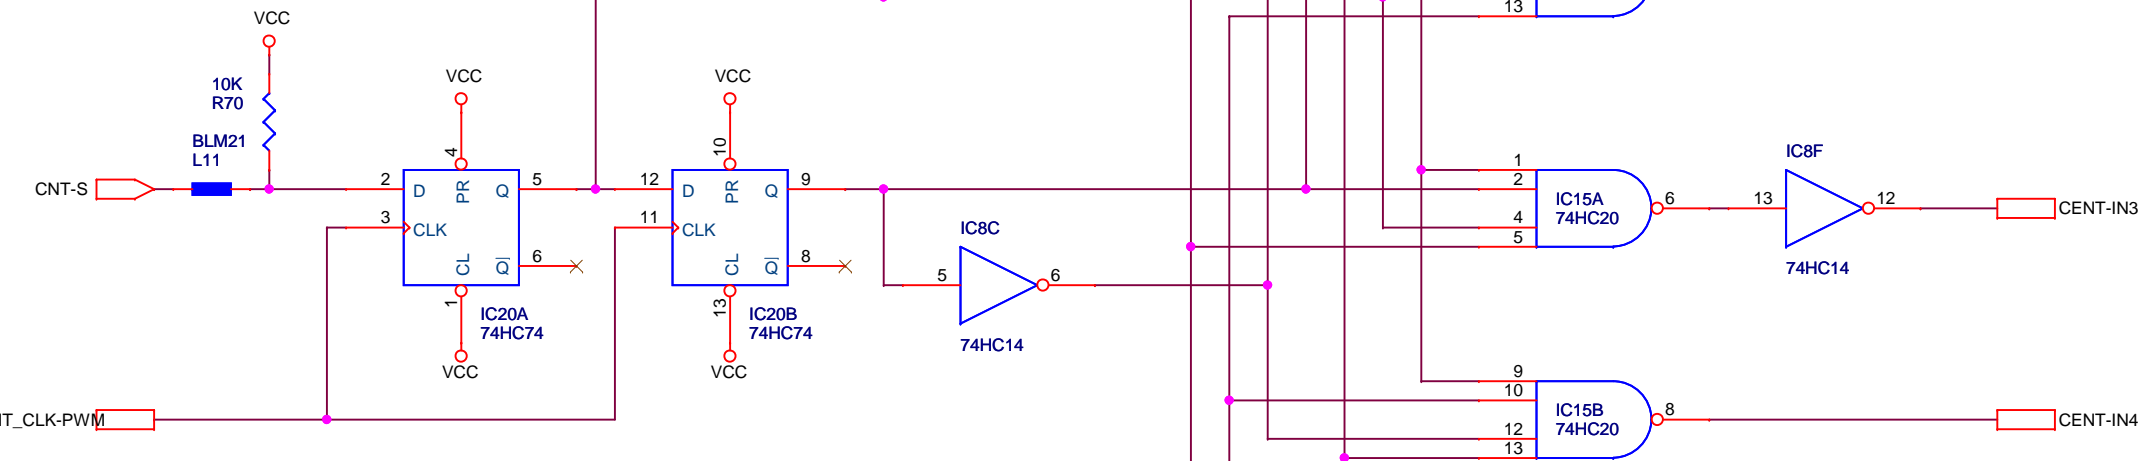 13
VCC
10K
R70
VCC
VCC
BLM21
L11
4
10
IC8F
CNT-S
2
D
PR
Q
5
12
D
PR
Q
9
1
2
IC15A
74HC20
6
13
12
CENT-IN3
3
CLK
11
CLK
4
5
IC8C
CL
Q
6
CL
Q
8
5
6
74HC14
1
IC20A
74HC74
13
IC20B
74HC74
74HC14
VCC
VCC
9
10
IC15B
74HC20
8
CENT-IN4
IT_CLK-PWM
12
13